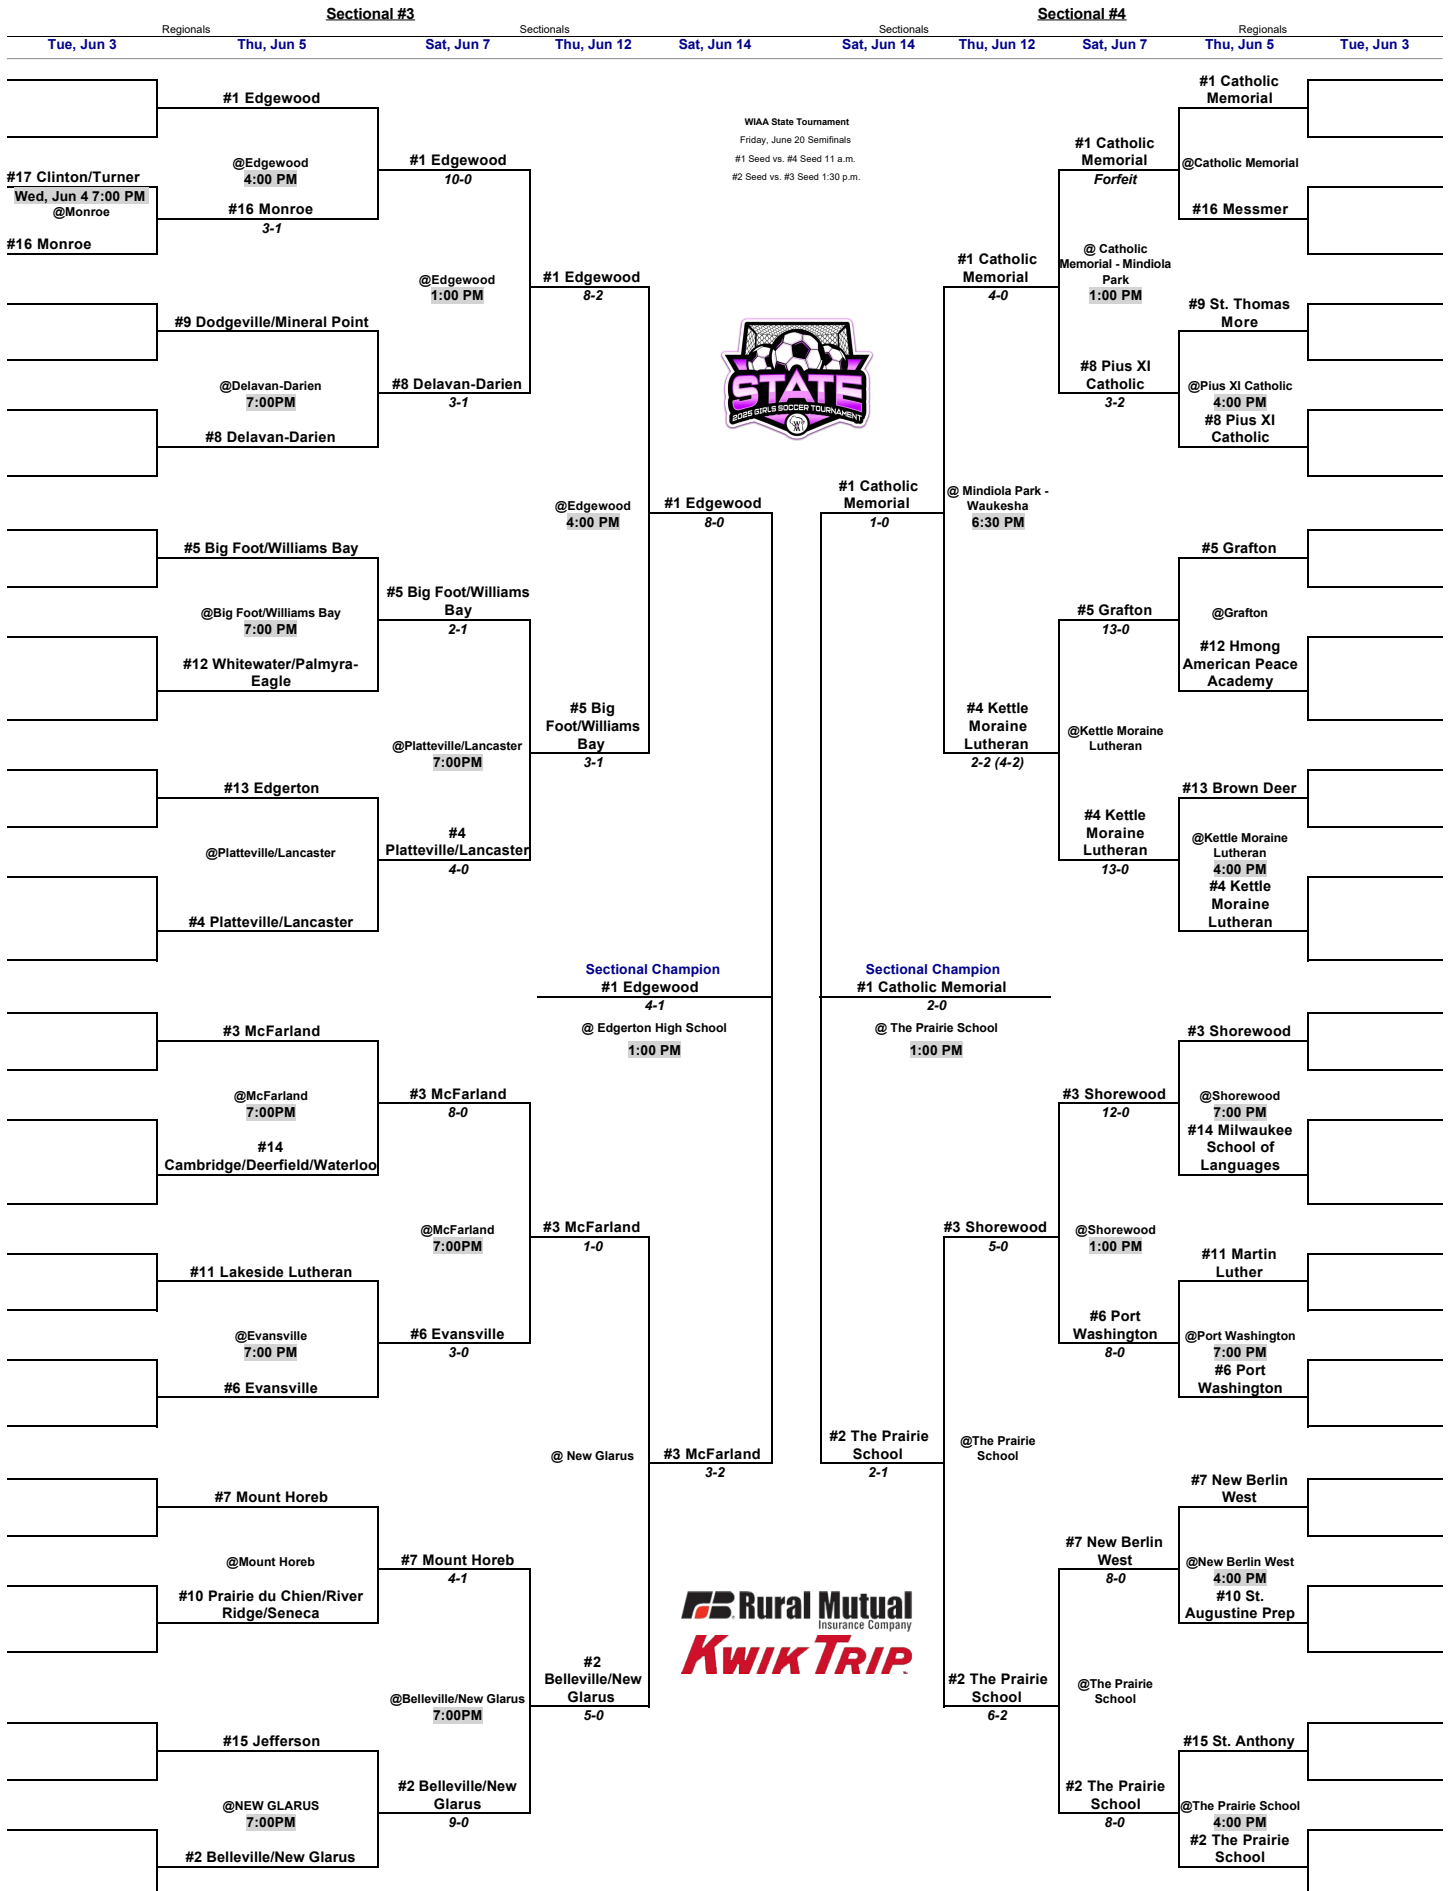 Sectional #3
Sectional #4
Regionals
Sectionals
Sectionals
Regionals
Tue, Jun 3
Thu, Jun 5
Sat, Jun 7
Thu, Jun 12
Sat, Jun 14
Sat, Jun 14
Thu, Jun 12
Sat, Jun 7
Thu, Jun 5
Tue, Jun 3
#1 Edgewood
@Edgewood
4:00 PM
#17 Clinton/Turner
Wed, Jun 4 7:00 PM
@Monroe
#16 Monroe
#16 Monroe
3-1
#9 Dodgeville/Mineral Point
@Delavan-Darien
7:00PM
#8 Delavan-Darien
#5 Big Foot/Williams Bay
@Big Foot/Williams Bay
7:00 PM
#12 Whitewater/Palmyra-
Eagle
#13 Edgerton
@Platteville/Lancaster
#4 Platteville/Lancaster
#3 McFarland
@McFarland
7:00PM
#14
Cambridge/Deerfield/Waterloo
#11 Lakeside Lutheran
@Evansville
7:00 PM
#6 Evansville
#7 Mount Horeb
@Mount Horeb
#10 Prairie du Chien/River
Ridge/Seneca
#15 Jefferson
@NEW GLARUS
7:00PM
#2 Belleville/New Glarus
#1 Edgewood
10-0
@Edgewood
1:00 PM
#8 Delavan-Darien
3-1
#5 Big Foot/Williams
Bay
2-1
@Platteville/Lancaster
7:00PM
#4
Platteville/Lancaster
4-0
#3 McFarland
8-0
@McFarland
7:00PM
#6 Evansville
3-0
#7 Mount Horeb
4-1
@Belleville/New Glarus
7:00PM
#2 Belleville/New
Glarus
9-0
#1 Edgewood
8-2
@Edgewood
4:00 PM
#5 Big
Foot/Williams
Bay
3-1
#3 McFarland
1-0
@ New Glarus
#2
Belleville/New
Glarus
5-0
#1 Edgewood
8-0
#3 McFarland
3-2
Sectional Champion
#1 Edgewood
4-1
@ Edgerton High School
1:00 PM
WIAA State Tournament
Friday, June 20 Semifinals
#1 Seed vs. #4 Seed 11 a.m.
#2 Seed vs. #3 Seed 1:30 p.m.
STATE
2025 GIRLS SOCCER TOURNAMENT
Sectional Champion
#1 Catholic Memorial
2-0
@ The Prairie School
1:00 PM
Rural Mutual
Insurance Company
KWIK TRIP
#1 Catholic
Memorial
1-0
#2 The Prairie
School
2-1
#1 Catholic
Memorial
4-0
@ Mindiola Park -
Waukesha
6:30 PM
#4 Kettle
Moraine
Lutheran
2-2 (4-2)
#3 Shorewood
5-0
@The Prairie
School
#2 The Prairie
School
6-2
#1 Catholic
Memorial
Forfeit
@ Catholic
Memorial - Mindiola
Park
1:00 PM
#8 Pius XI
Catholic
3-2
#5 Grafton
13-0
@Kettle Moraine
Lutheran
#4 Kettle
Moraine
Lutheran
13-0
#3 Shorewood
12-0
@Shorewood
1:00 PM
#6 Port
Washington
8-0
#7 New Berlin
West
8-0
@The Prairie
School
#2 The Prairie
School
8-0
#1 Catholic
Memorial
@Catholic Memorial
#16 Messmer
#9 St. Thomas
More
@Pius XI Catholic
4:00 PM
#8 Pius XI
Catholic
#5 Grafton
@Grafton
#12 Hmong
American Peace
Academy
#13 Brown Deer
@Kettle Moraine
Lutheran
4:00 PM
#4 Kettle
Moraine
Lutheran
#3 Shorewood
@Shorewood
7:00 PM
#14 Milwaukee
School of
Languages
#11 Martin
Luther
@Port Washington
7:00 PM
#6 Port
Washington
#7 New Berlin
West
@New Berlin West
4:00 PM
#10 St.
Augustine Prep
#15 St. Anthony
@The Prairie School
4:00 PM
#2 The Prairie
School